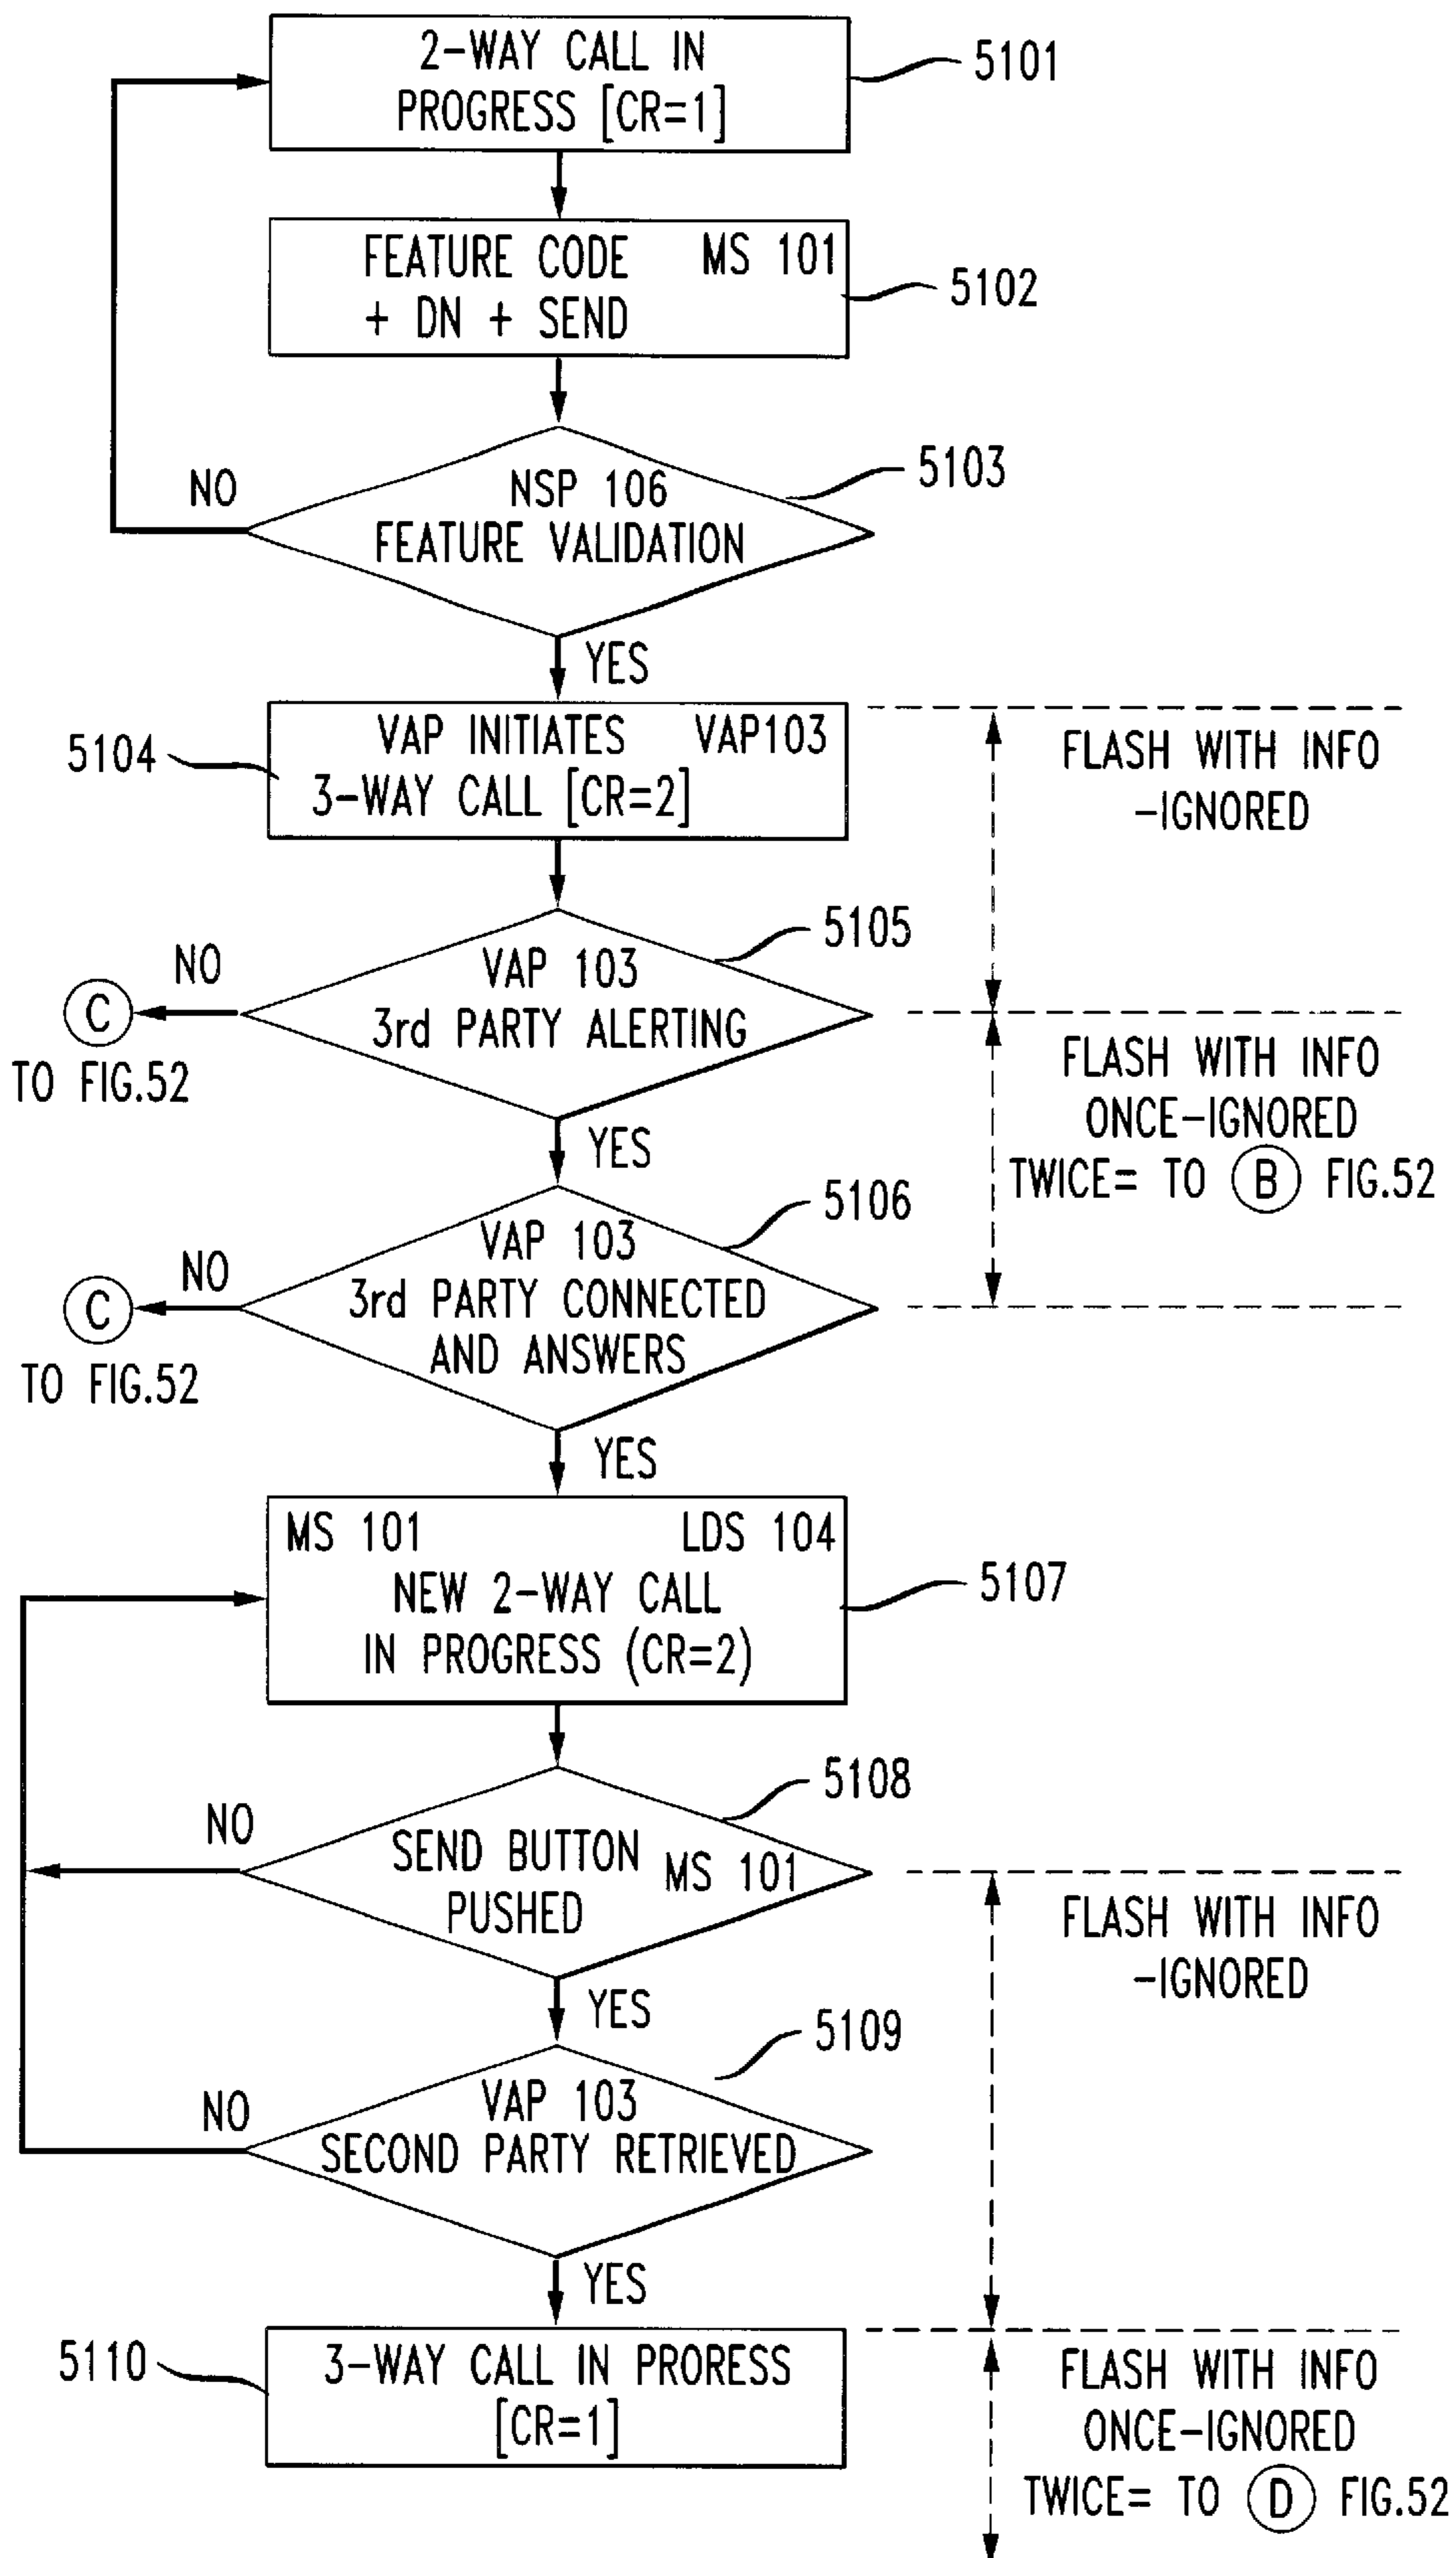 2-WAY CALL IN
PROGRESS [CR=1]
5101
FEATURE CODE MS 101
+ DN + SEND
5102
NO
NSP 106
FEATURE VALIDATION
5103
YES
5104
VAP INITIATES VAP103
3-WAY CALL [CR=2]
FLASH WITH INFO
-IGNORED
NO
VAP 103
3rd PARTY ALERTING
5105
C
TO FIG.52
YES
FLASH WITH INFO
ONCE-IGNORED
TWICE= TO B FIG.52
NO
VAP 103
3rd PARTY CONNECTED
AND ANSWERS
5106
C
TO FIG.52
YES
MS 101 LDS 104
NEW 2-WAY CALL
IN PROGRESS (CR=2)
5107
NO
SEND BUTTON
PUSHED
MS 101
5108
YES
FLASH WITH INFO
-IGNORED
NO
VAP 103
SECOND PARTY RETRIEVED
5109
YES
5110
3-WAY CALL IN PRORESS
[CR=1]
FLASH WITH INFO
ONCE-IGNORED
TWICE= TO D FIG.52